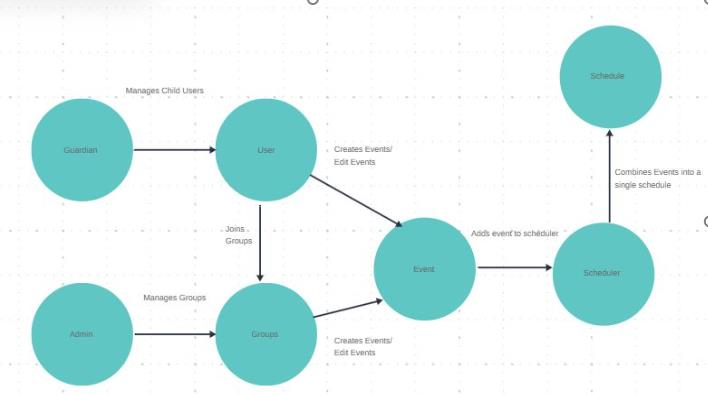 Schedule
Manages Child Users
Guardian
User
Creates Events/
Edit Events
Combines Events into a
single schedule
Joins
Groups
Adds event to scheduler
Event
Scheduler
Manages Groups
Admin
Groups
Creates Events/
Edit Events